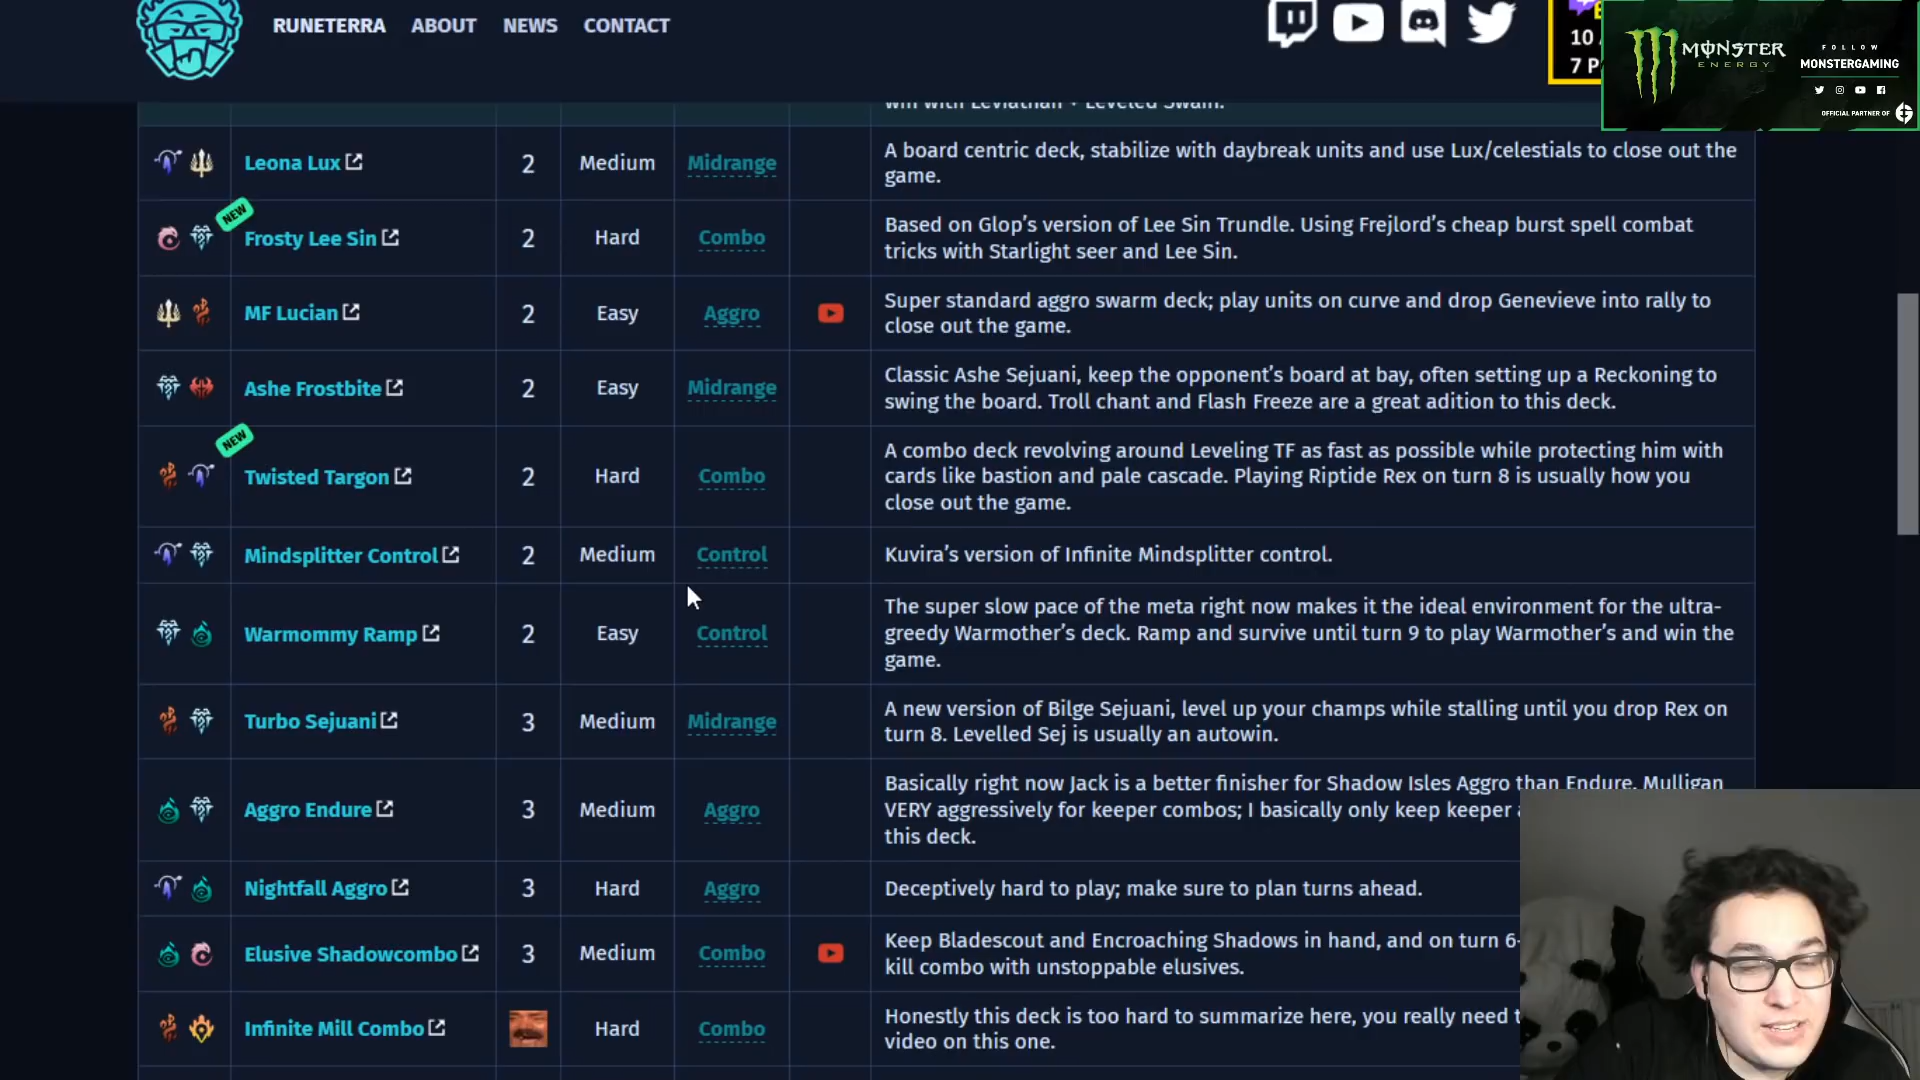 RUNETERRA ABOUT NEWS CONTACT
10
7 P
MONSTER
ENERGY
FOLLOW
MONSTERGAMING
OFFICIAL PARTNER OF
win with Leviathan + Leveled Swain.
Leona Lux 2 Medium Midrange
A board centric deck, stabilize with daybreak units and use Lux/celestials to close out the
game.
NEW
Frosty Lee Sin 2 Hard Combo
Based on Glop's version of Lee Sin Trundle. Using Frejlord's cheap burst spell combat
tricks with Starlight seer and Lee Sin.
MF Lucian 2 Easy Aggro
Super standard aggro swarm deck; play units on curve and drop Genevieve into rally to
close out the game.
Ashe Frostbite 2 Easy Midrange
Classic Ashe Sejuani, keep the opponent's board at bay, often setting up a Reckoning to
swing the board. Troll chant and Flash Freeze are a great adition to this deck.
NEW
Twisted Targon 2 Hard Combo
A combo deck revolving around Leveling TF as fast as possible while protecting him with
cards like bastion and pale cascade. Playing Riptide Rex on turn 8 is usually how you
close out the game.
Mindsplitter Control 2 Medium Control
Kuvira's version of Infinite Mindsplitter control.
Warmommy Ramp 2 Easy Control
The super slow pace of the meta right now makes it the ideal environment for the ultra-
greedy Warmother's deck. Ramp and survive until turn 9 to play Warmother's and win the
game.
Turbo Sejuani 3 Medium Midrange
A new version of Bilge Sejuani, level up your champs while stalling until you drop Rex on
turn 8. Levelled Sej is usually an autowin.
Aggro Endure 3 Medium Aggro
Basically right now Jack is a better finisher for Shadow Isles Aggro than Endure. Mulligan
VERY aggressively for keeper combos; I basically only keep keeper
this deck.
Nightfall Aggro 3 Hard Aggro
Deceptively hard to play; make sure to plan turns ahead.
Elusive Shadowcombo 3 Medium Combo
Keep Bladescout and Encroaching Shadows in hand, and on turn 6-
kill combo with unstoppable elusives.
Infinite Mill Combo Hard Combo
Honestly this deck is too hard to summarize here, you really need
video on this one.